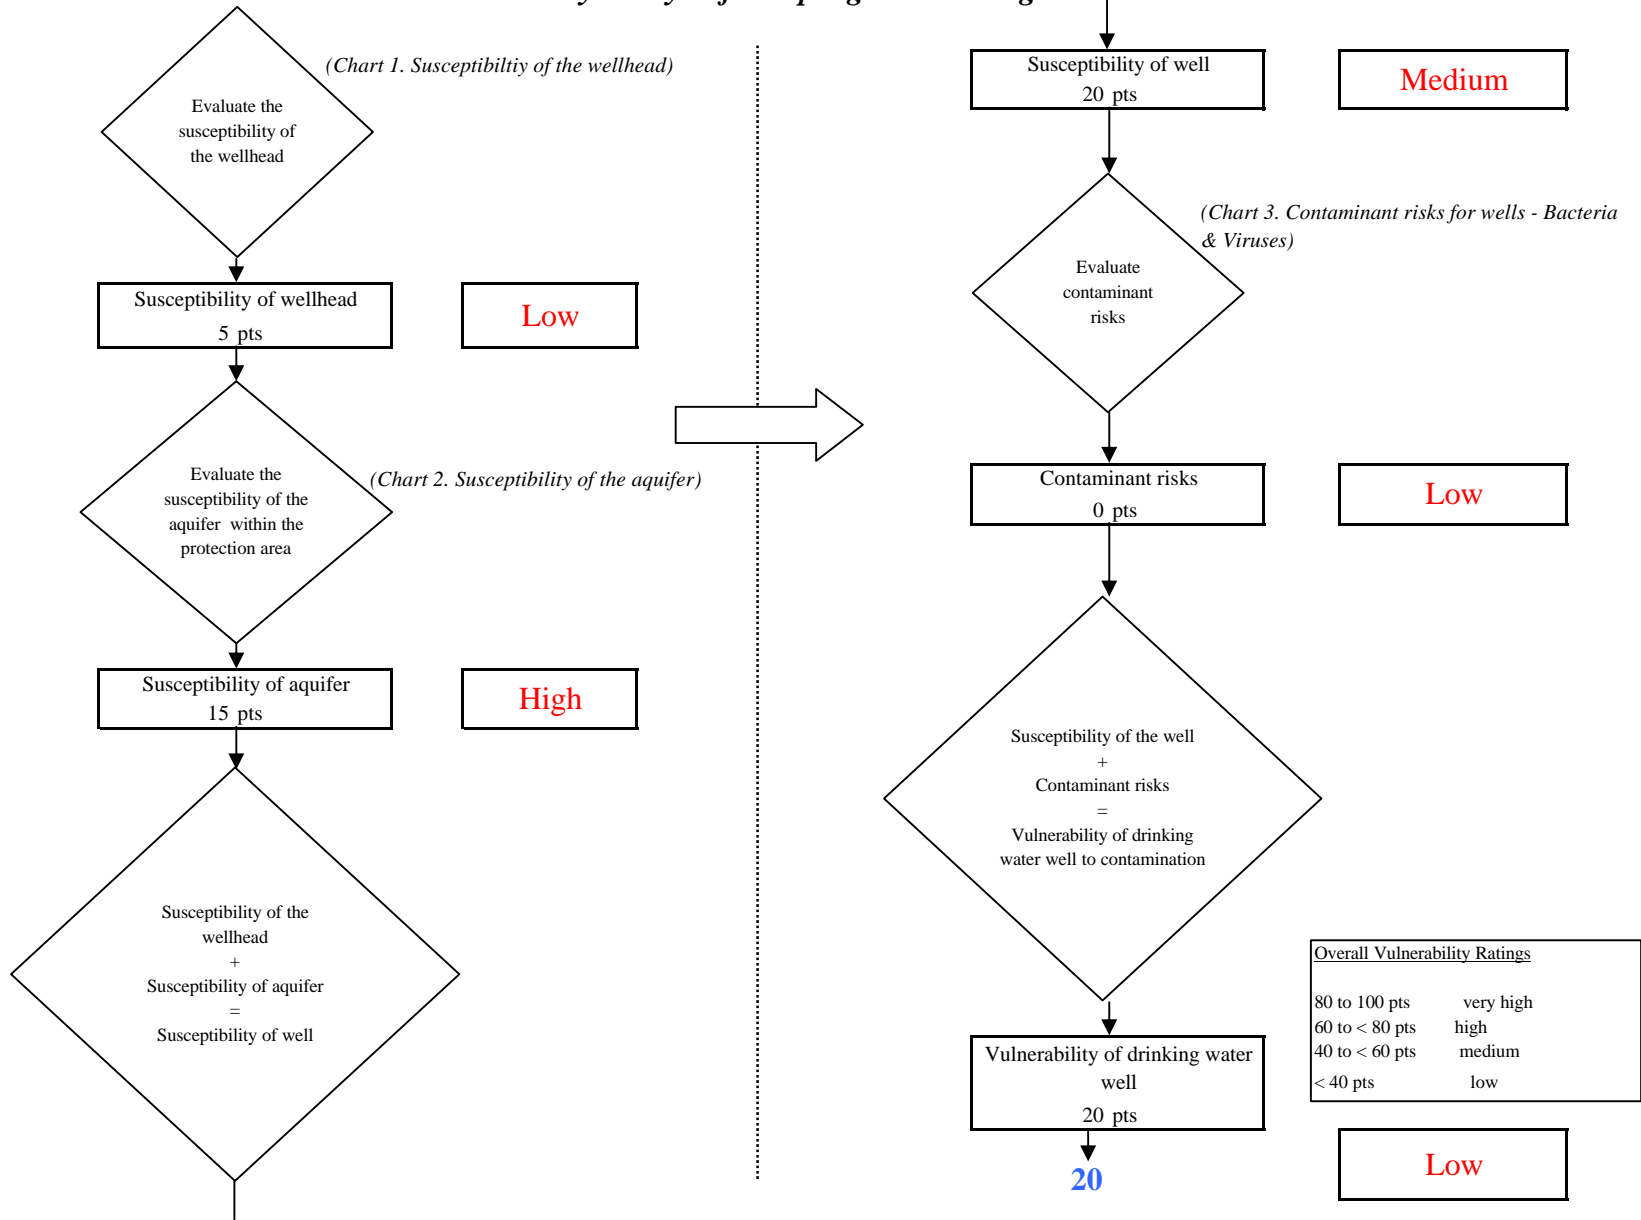 (Chart 1. Susceptibiltiy of the wellhead)
Evaluate the
susceptibility of
the wellhead
Susceptibility of wellhead
5 pts
Low
Evaluate the
susceptibility of the
aquifer within the
protection area
(Chart 2. Susceptibility of the aquifer)
Susceptibility of aquifer
15 pts
High
Susceptibility of the
wellhead
+
Susceptibility of aquifer
=
Susceptibility of well
Susceptibility of well
20 pts
Medium
(Chart 3. Contaminant risks for wells - Bacteria
& Viruses)
Evaluate
contaminant
risks
Contaminant risks
0 pts
Low
Susceptibility of the well
+
Contaminant risks
=
Vulnerability of drinking
water well to contamination
Overall Vulnerability Ratings
80 to 100 pts very high
60 to < 80 pts high
40 to < 60 pts medium
< 40 pts low
Vulnerability of drinking water
well
20 pts
20
Low